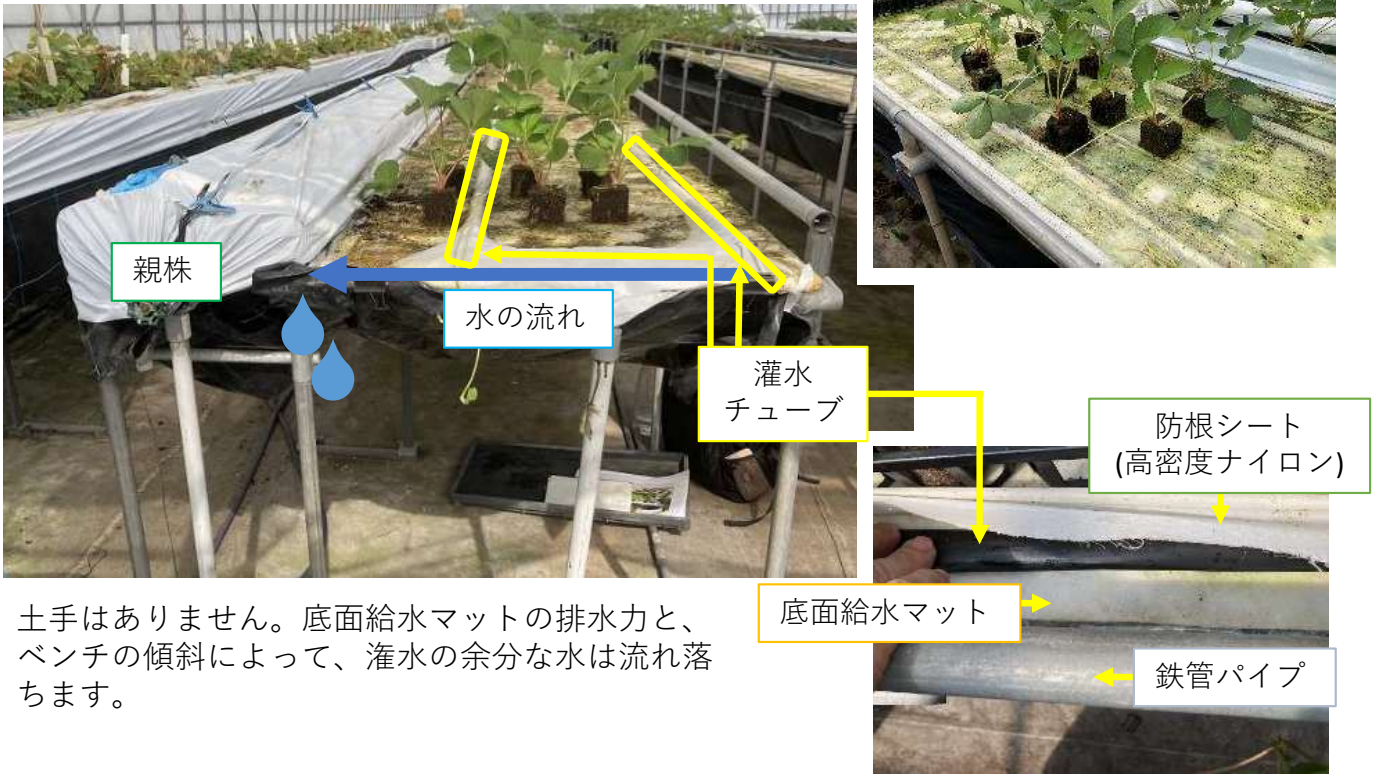 親株
水の流れ
灌水
チューブ
防根シート
(高密度ナイロン)
底面給水マット
鉄管パイプ
土手はありません。底面給水マットの排水力と、
ベンチの傾斜によって、潅水の余分な水は流れ落
ちます。